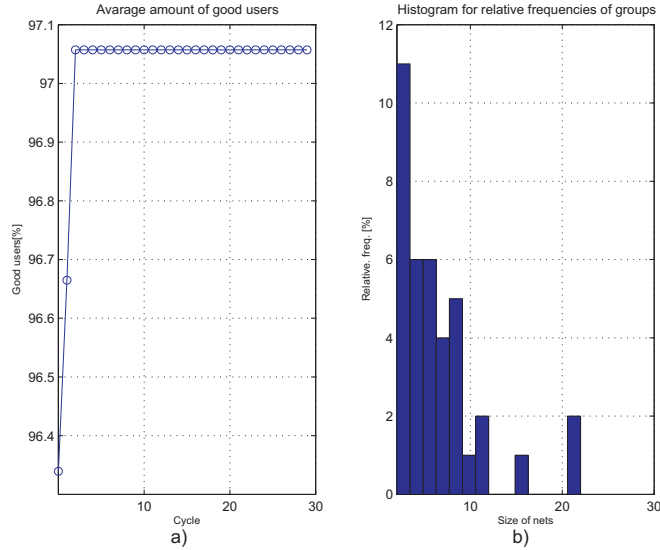 Avarage amount of good users
97.1
97
96.9
96.8
96.7
96.6
96.5
96.4
Good users[%]
10
20
30
Cycle
a)
Histogram for relative frequencies of groups
12
10
8
6
4
2
0
Relative. freq. [%]
10
20
30
Size of nets
b)